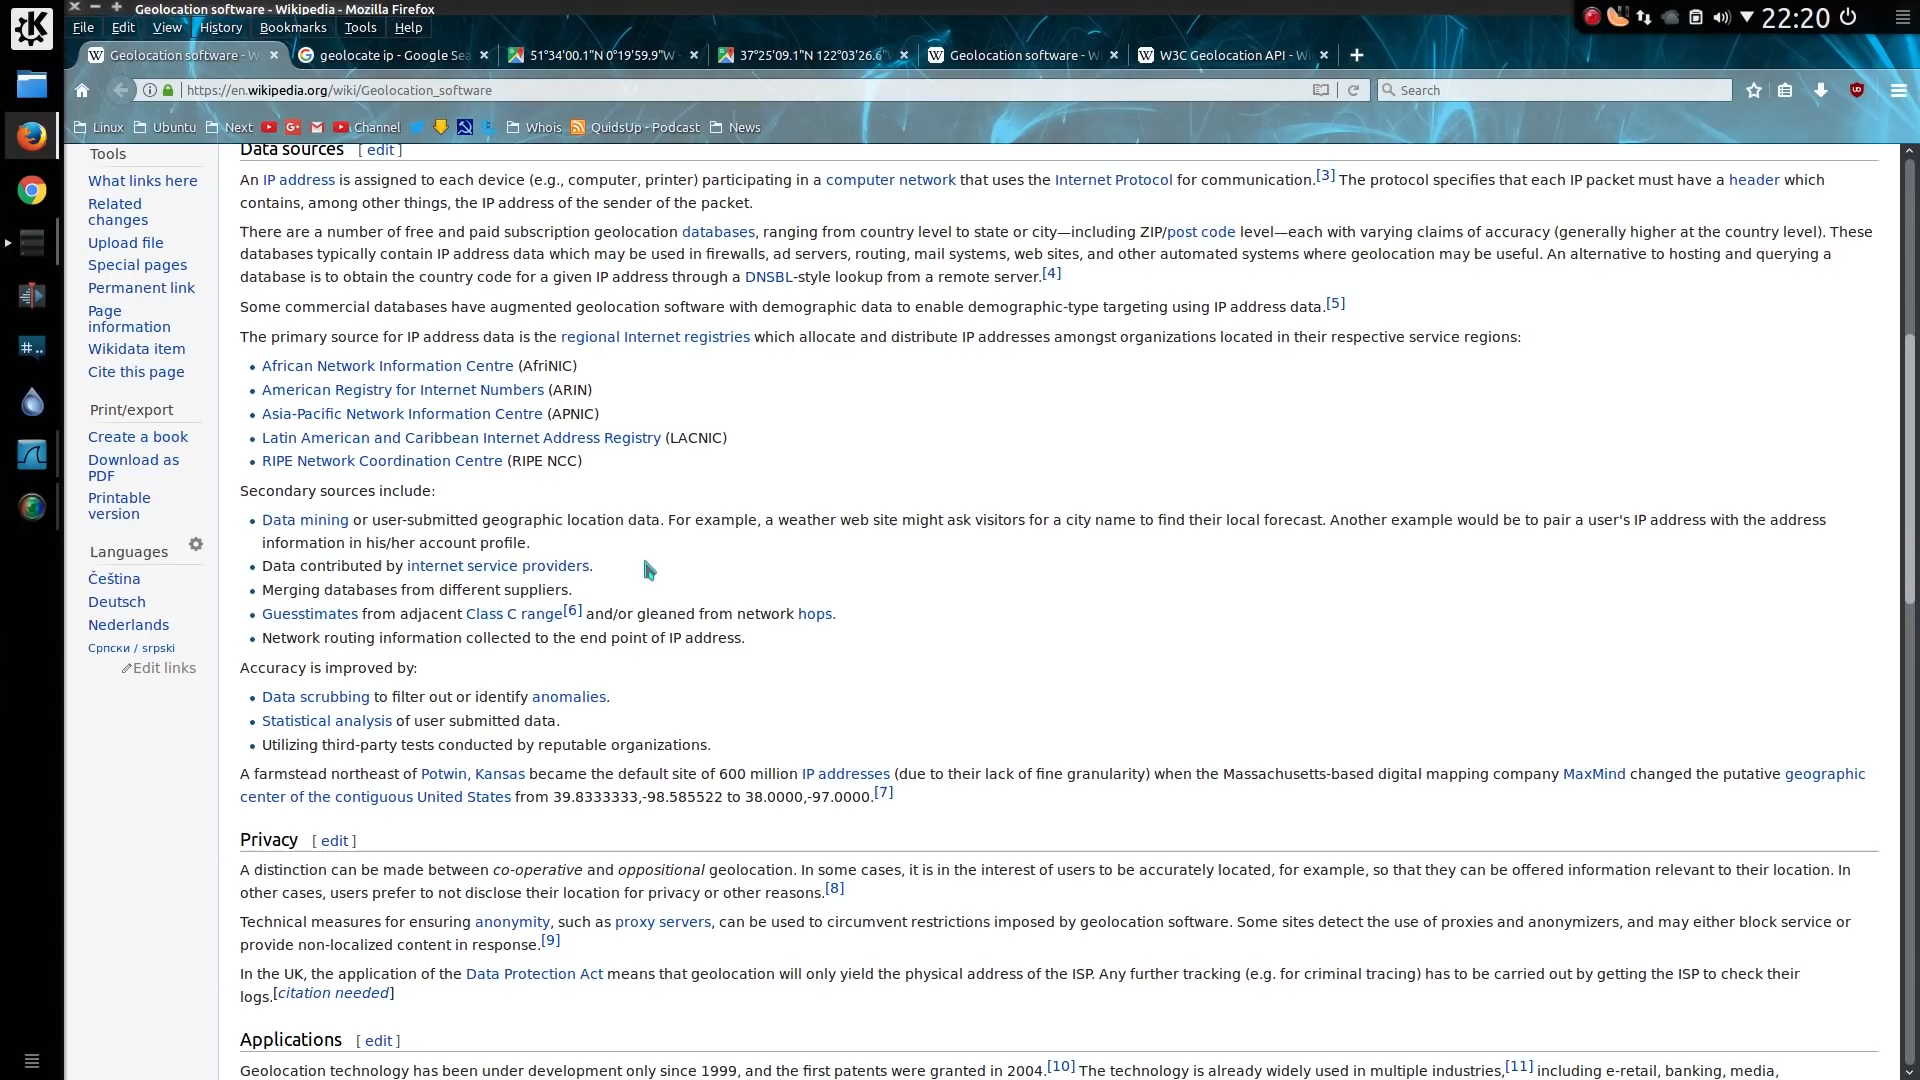 Geolocation software - Wikipedia - Mozilla Firefox
22:20
File Edit View History Bookmarks Tools Help
Geolocation software - W
geolocate ip - Google Sea
51°34'00.1"N 0°19'59.9"W -
37°25'09.1"N 122°03'26.6"
Geolocation software - W
W3C Geolocation API - Wi
https://en.wikipedia.org/wiki/Geolocation_software
Search
Linux Ubuntu Next Channel Whois QuidsUp - Podcast News
Tools
What links here
Related
changes
Upload file
Special pages
Permanent link
Page
information
Wikidata item
Cite this page
Print/export
Create a book
Download as
PDF
Printable
version
Languages
Čeština
Deutsch
Nederlands
Српски / srpski
Edit links
Data sources [ edit ]
An IP address is assigned to each device (e.g., computer, printer) participating in a computer network that uses the Internet Protocol for communication.[3] The protocol specifies that each IP packet must have a header which
contains, among other things, the IP address of the sender of the packet.
There are a number of free and paid subscription geolocation databases, ranging from country level to state or city—including ZIP/post code level—each with varying claims of accuracy (generally higher at the country level). These
databases typically contain IP address data which may be used in firewalls, ad servers, routing, mail systems, web sites, and other automated systems where geolocation may be useful. An alternative to hosting and querying a
database is to obtain the country code for a given IP address through a DNSBL-style lookup from a remote server.[4]
Some commercial databases have augmented geolocation software with demographic data to enable demographic-type targeting using IP address data.[5]
The primary source for IP address data is the regional Internet registries which allocate and distribute IP addresses amongst organizations located in their respective service regions:
• African Network Information Centre (AfriNIC)
• American Registry for Internet Numbers (ARIN)
• Asia-Pacific Network Information Centre (APNIC)
• Latin American and Caribbean Internet Address Registry (LACNIC)
• RIPE Network Coordination Centre (RIPE NCC)
Secondary sources include:
• Data mining or user-submitted geographic location data. For example, a weather web site might ask visitors for a city name to find their local forecast. Another example would be to pair a user's IP address with the address
information in his/her account profile.
• Data contributed by internet service providers.
• Merging databases from different suppliers.
• Guesstimates from adjacent Class C range[6] and/or gleaned from network hops.
• Network routing information collected to the end point of IP address.
Accuracy is improved by:
• Data scrubbing to filter out or identify anomalies.
• Statistical analysis of user submitted data.
• Utilizing third-party tests conducted by reputable organizations.
A farmstead northeast of Potwin, Kansas became the default site of 600 million IP addresses (due to their lack of fine granularity) when the Massachusetts-based digital mapping company MaxMind changed the putative geographic
center of the contiguous United States from 39.8333333,-98.585522 to 38.0000,-97.0000.[7]
Privacy [ edit ]
A distinction can be made between co-operative and oppositional geolocation. In some cases, it is in the interest of users to be accurately located, for example, so that they can be offered information relevant to their location. In
other cases, users prefer to not disclose their location for privacy or other reasons.[8]
Technical measures for ensuring anonymity, such as proxy servers, can be used to circumvent restrictions imposed by geolocation software. Some sites detect the use of proxies and anonymizers, and may either block service or
provide non-localized content in response.[9]
In the UK, the application of the Data Protection Act means that geolocation will only yield the physical address of the ISP. Any further tracking (e.g. for criminal tracing) has to be carried out by getting the ISP to check their
logs.[citation needed]
Applications [ edit ]
Geolocation technology has been under development only since 1999, and the first patents were granted in 2004.[10] The technology is already widely used in multiple industries,[11] including e-retail, banking, media,